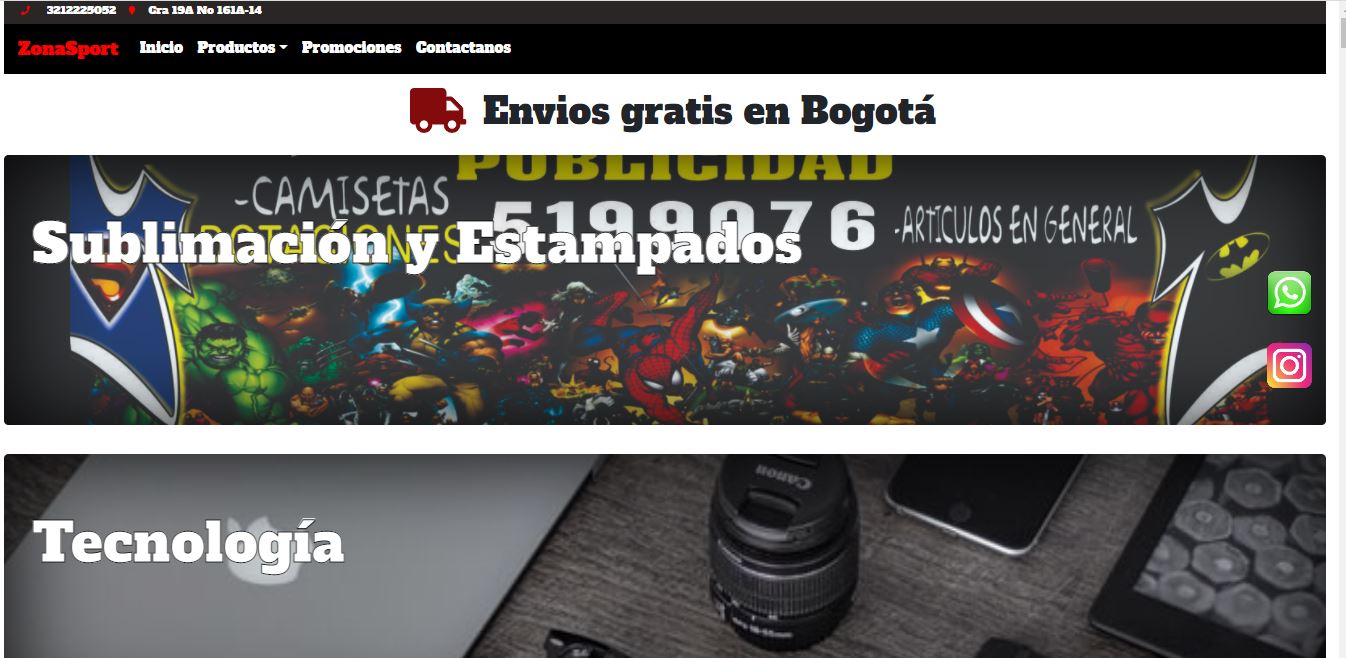 3212225052 Cra 19A No 161A-14
ZonaSport Inicio Productos Promociones Contactanos
Envios gratis en Bogotá
PUBLICIDAD
-CAMISETAS
5199076 -ARTICULOS EN GENERAL
Sublimación y Estampados
Canon
Tecnología